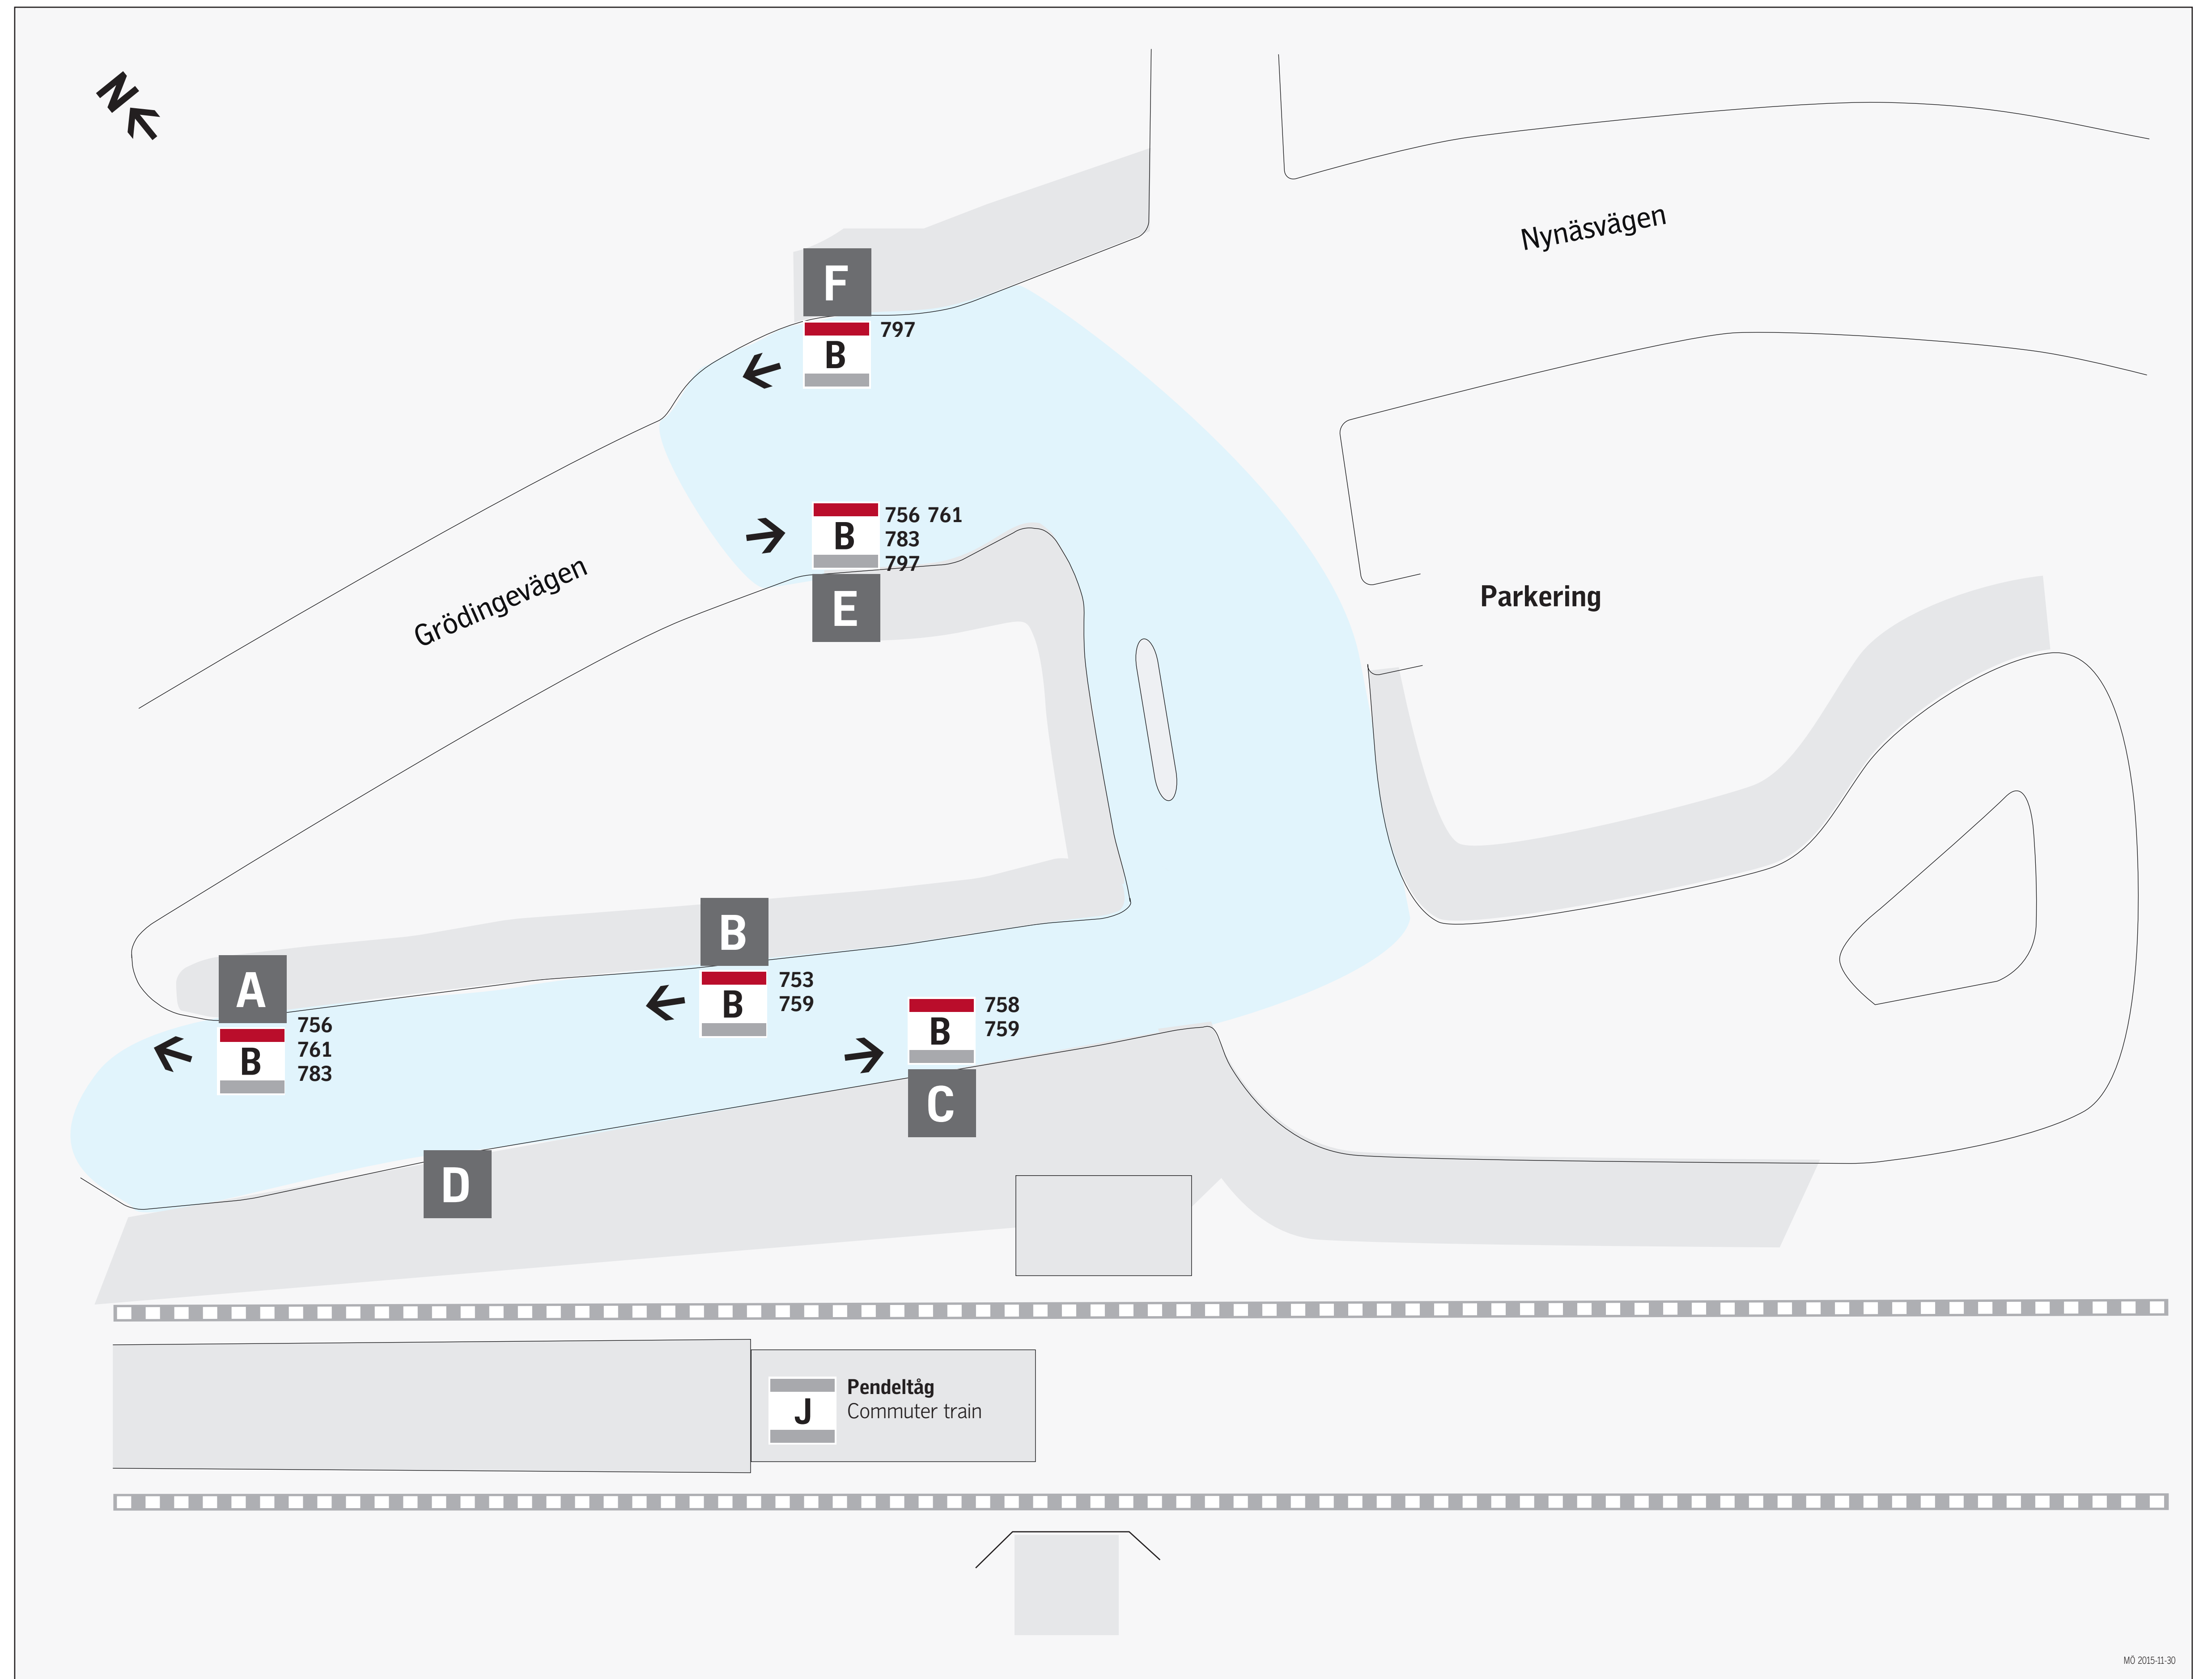 N
Nynäsvägen
F
797
B
756 761
B
783
797
E
Grödingevägen
Parkering
B
753
B
759
A
756
B
761
783
758
B
759
C
D
Pendeltåg
J
Commuter train
MÖ 2015-11-30